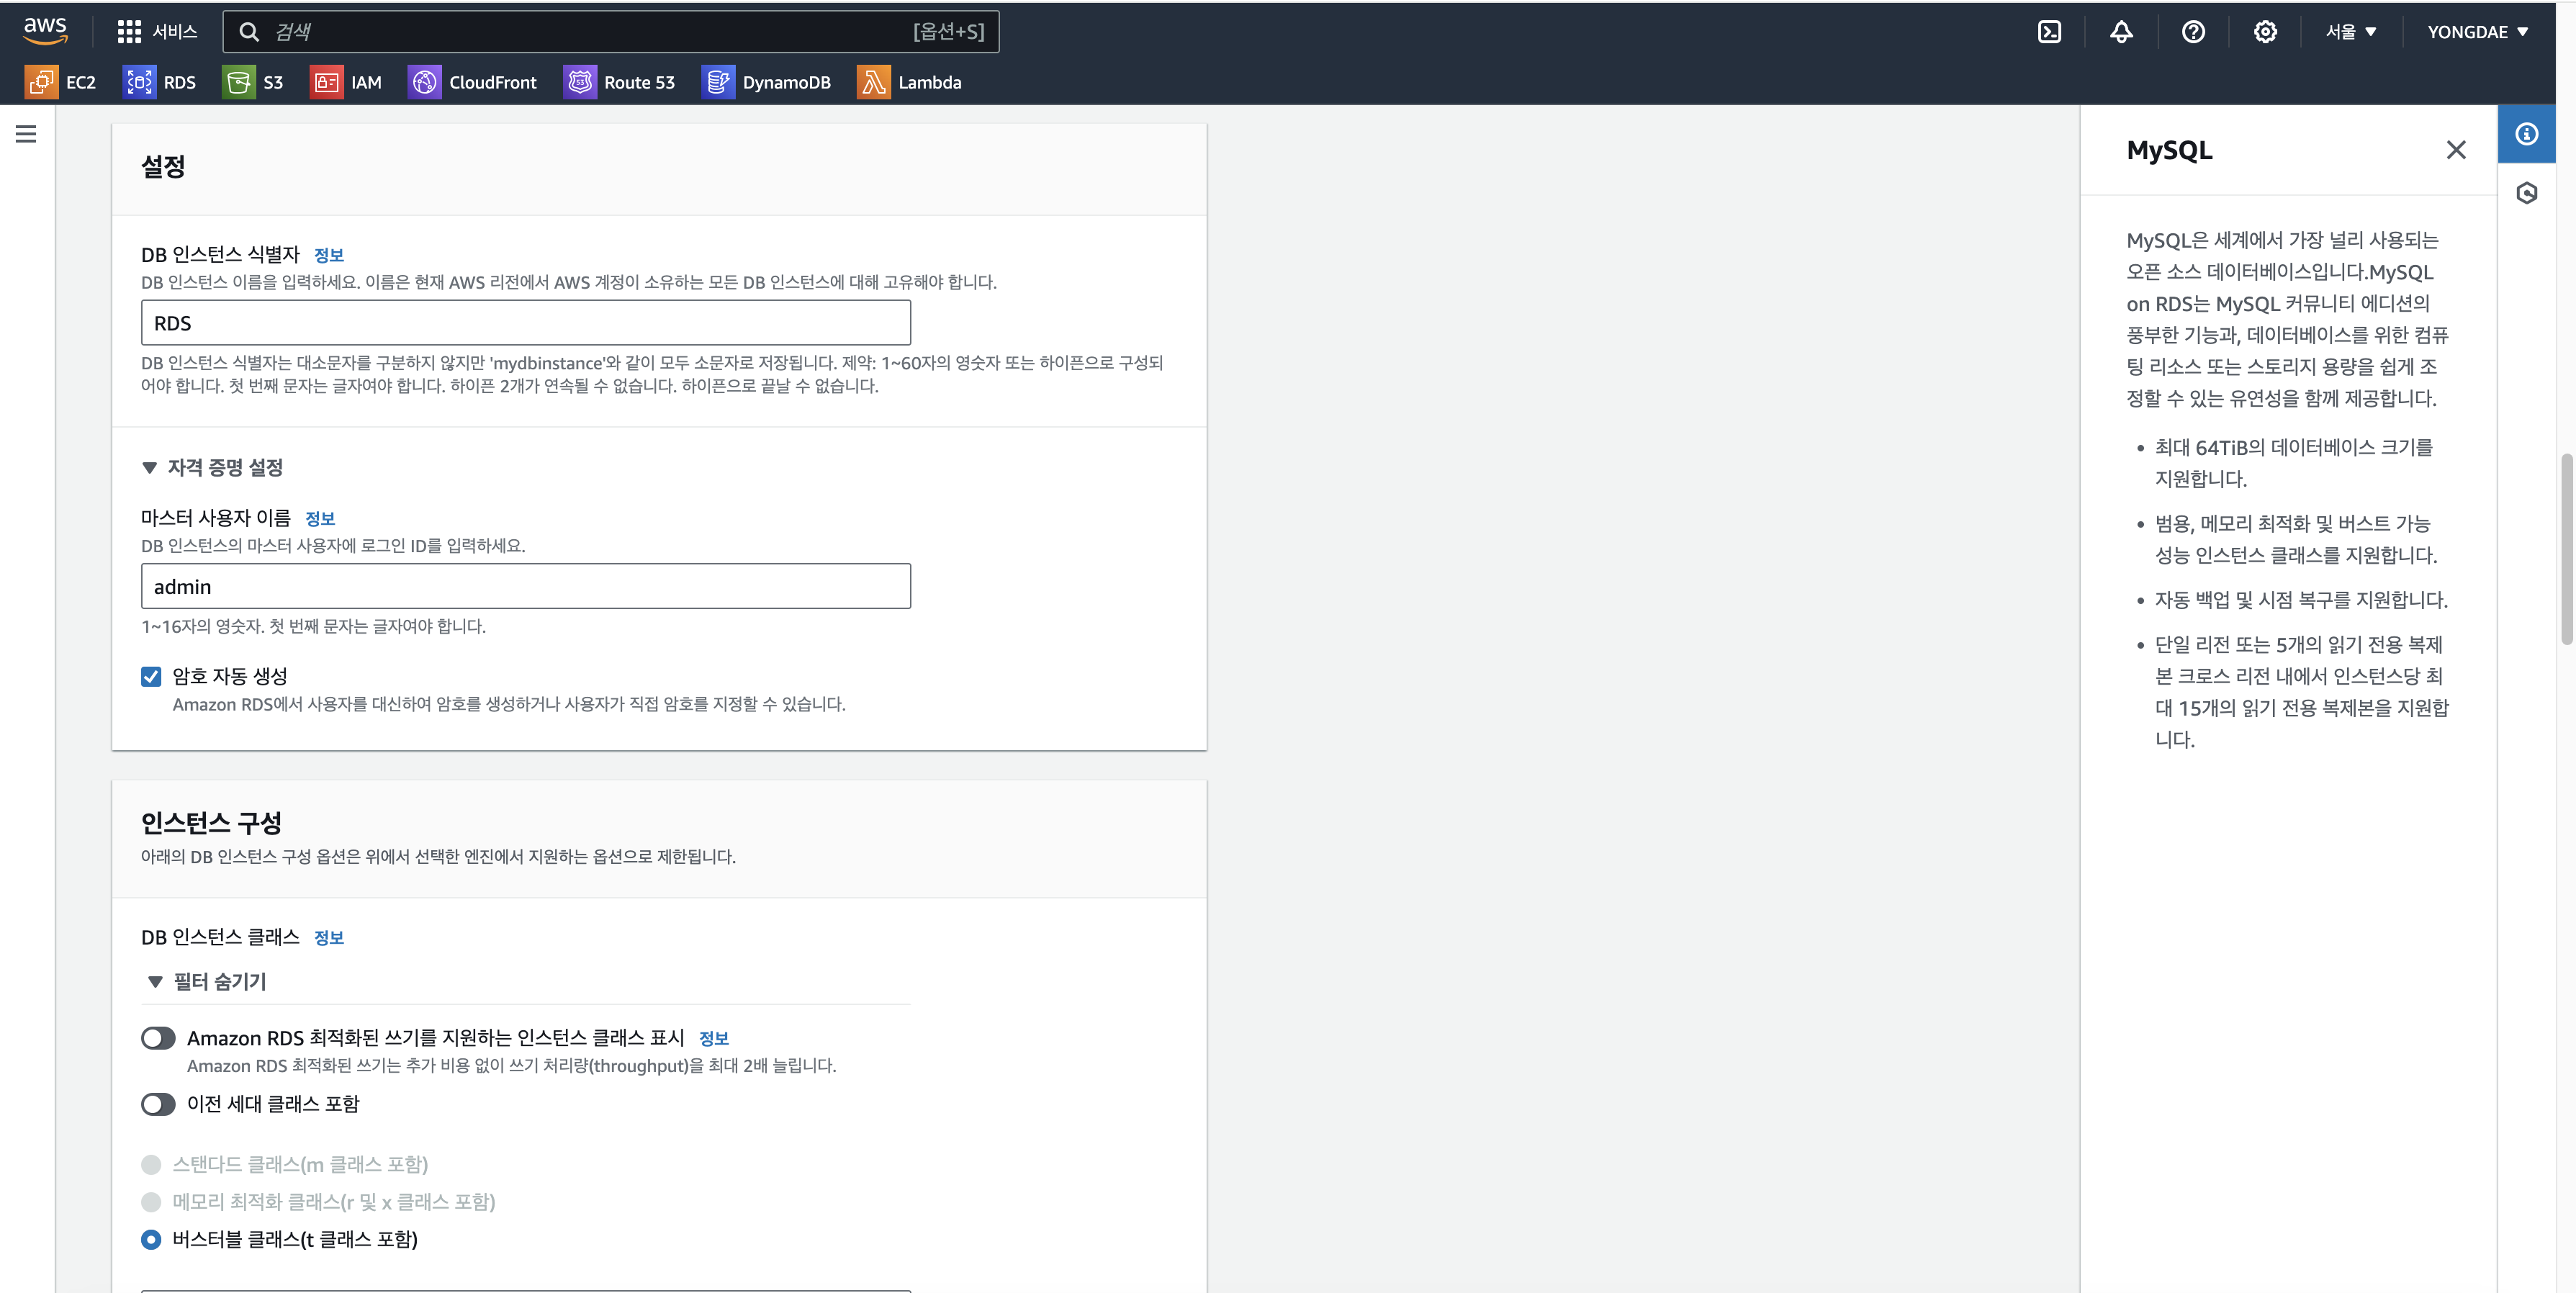 aws
서비스
검색
[옵션+S]
서울 ▼
YONGDAE ▼
EC2
RDS
S3
IAM
CloudFront
Route 53
DynamoDB
Lambda
설정
DB 인스턴스 식별자 정보
DB 인스턴스 이름을 입력하세요. 이름은 현재 AWS 리전에서 AWS 계정이 소유하는 모든 DB 인스턴스에 대해 고유해야 합니다.
RDS
DB 인스턴스 식별자는 대소문자를 구분하지 않지만 'mydbinstance'와 같이 모두 소문자로 저장됩니다. 제약: 1~60자의 영숫자 또는 하이픈으로 구성되
어야 합니다. 첫 번째 문자는 글자여야 합니다. 하이픈 2개가 연속될 수 없습니다. 하이픈으로 끝날 수 없습니다.
▼ 자격 증명 설정
마스터 사용자 이름 정보
DB 인스턴스의 마스터 사용자에 로그인 ID를 입력하세요.
admin
1~16자의 영숫자. 첫 번째 문자는 글자여야 합니다.
암호 자동 생성
Amazon RDS에서 사용자를 대신하여 암호를 생성하거나 사용자가 직접 암호를 지정할 수 있습니다.
인스턴스 구성
아래의 DB 인스턴스 구성 옵션은 위에서 선택한 엔진에서 지원하는 옵션으로 제한됩니다.
DB 인스턴스 클래스 정보
▼ 필터 숨기기
Amazon RDS 최적화된 쓰기를 지원하는 인스턴스 클래스 표시 정보
Amazon RDS 최적화된 쓰기는 추가 비용 없이 쓰기 처리량(throughput)을 최대 2배 늘립니다.
이전 세대 클래스 포함
스탠다드 클래스(m 클래스 포함)
메모리 최적화 클래스(r 및 x 클래스 포함)
버스터블 클래스(t 클래스 포함)
MySQL
MySQL은 세계에서 가장 널리 사용되는
오픈 소스 데이터베이스입니다.MySQL
on RDS는 MySQL 커뮤니티 에디션의
풍부한 기능과, 데이터베이스를 위한 컴퓨
팅 리소스 또는 스토리지 용량을 쉽게 조
정할 수 있는 유연성을 함께 제공합니다.
• 최대 64TiB의 데이터베이스 크기를
지원합니다.
• 범용, 메모리 최적화 및 버스트 가능
성능 인스턴스 클래스를 지원합니다.
• 자동 백업 및 시점 복구를 지원합니다.
• 단일 리전 또는 5개의 읽기 전용 복제
본 크로스 리전 내에서 인스턴스당 최
대 15개의 읽기 전용 복제본을 지원합
니다.